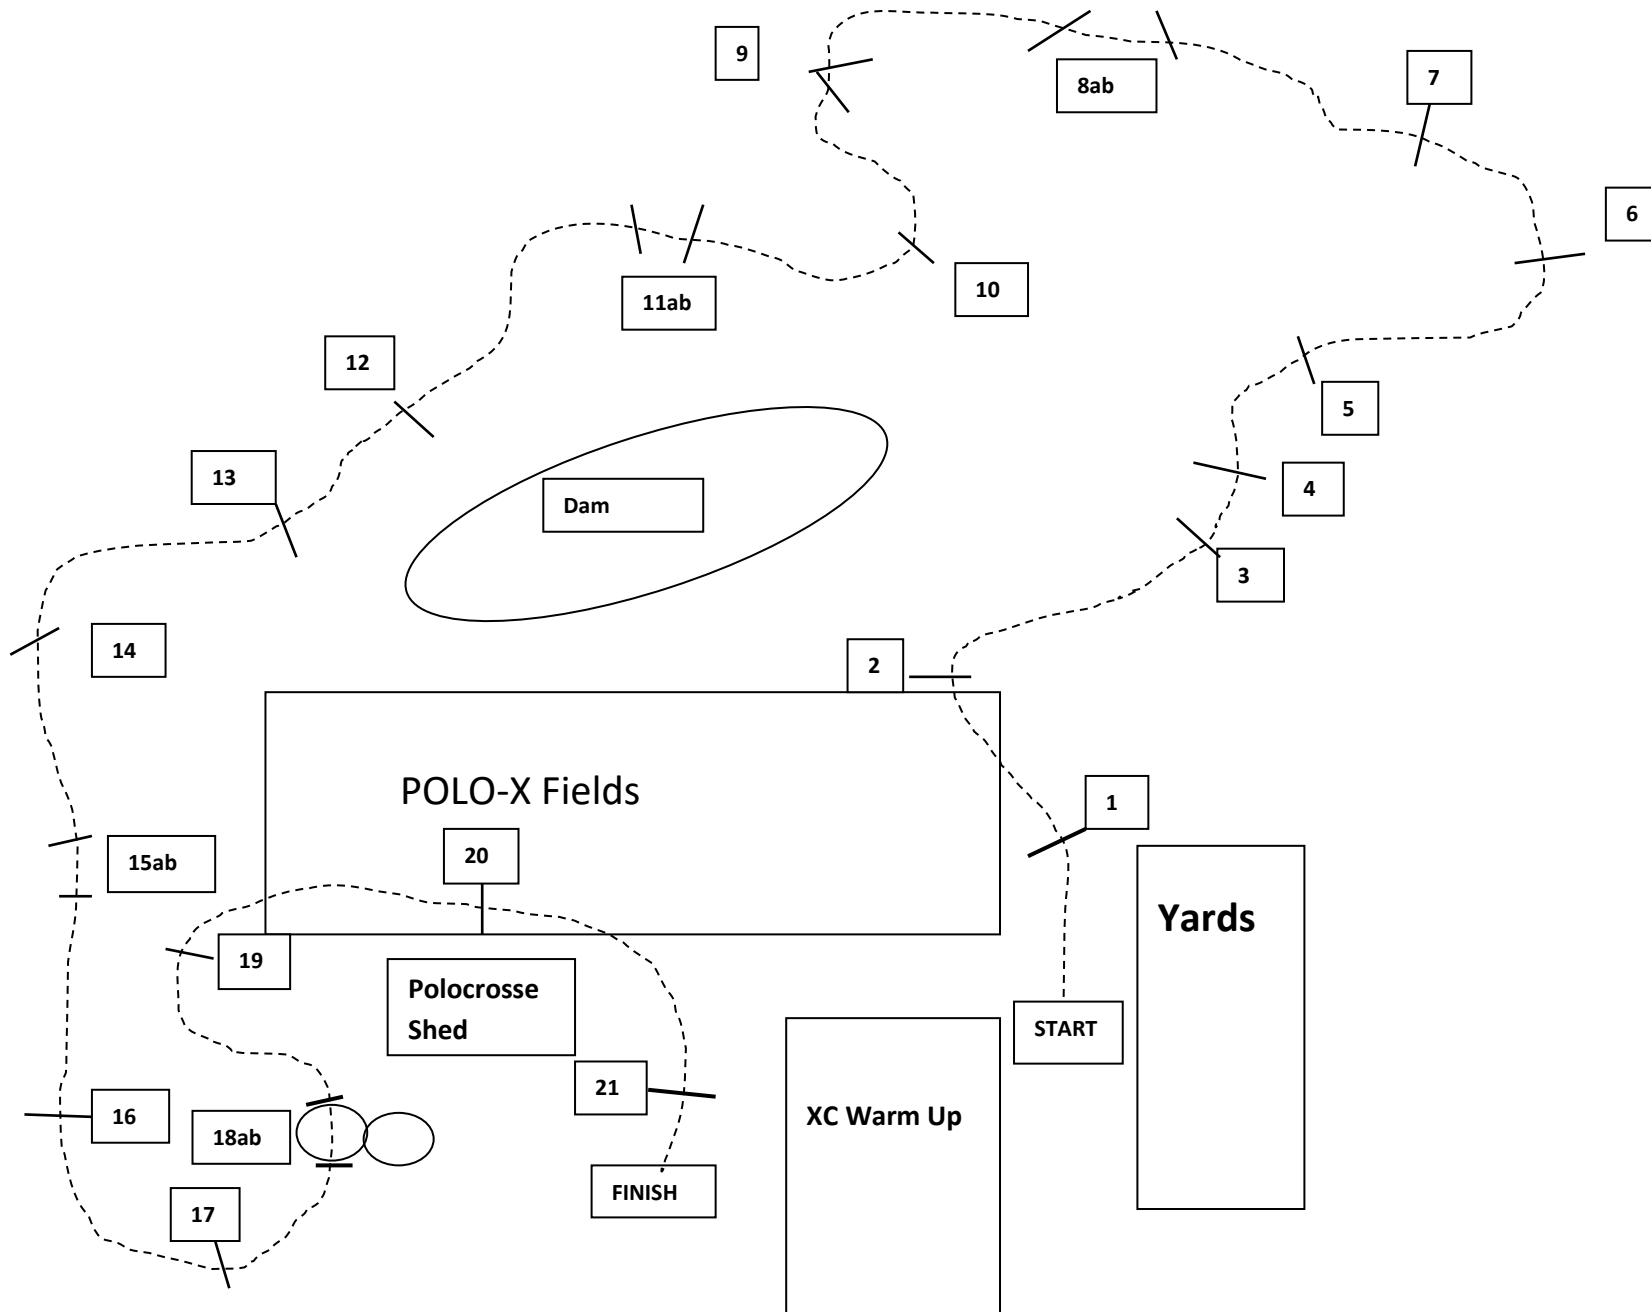 9
8ab
7
6
10
11ab
12
5
13
4
Dam
3
14
2
POLO-X Fields
1
20
15ab
Yards
19
Polocrosse
Shed
START
21
16
XC Warm Up
18ab
FINISH
17